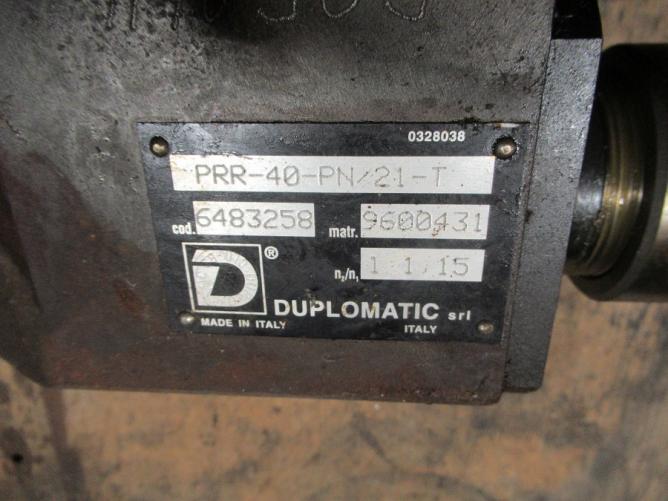 0328038
PRR-40-PN/21-T
cod. 6483258 matr. 9600431
D ®
n₂/n₁ 1 1/15
DUPLOMATIC srl
MADE IN ITALY ITALY